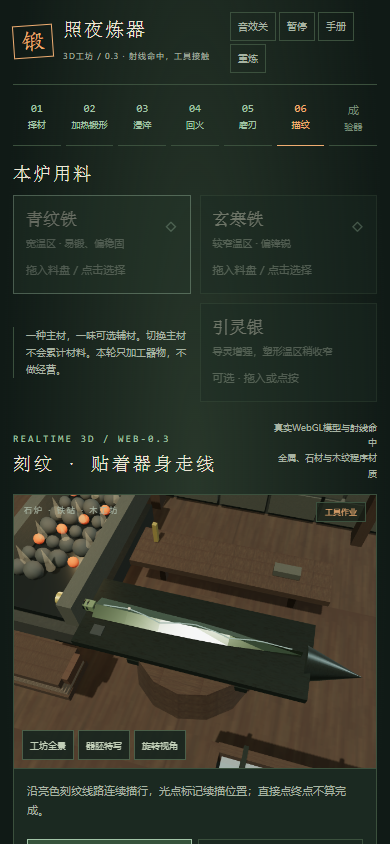 锻
照夜炼器
3D工坊 / 0.3 · 射线命中，工具接触
音效关
暂停
手册
重炼
01
择材
02
加热锻形
03
淬淬
04
回火
05
磨刃
06
描纹
成
验器
本炉用料
青纹铁
宽温区 · 易锻、偏稳固
拖入料盘 / 点击选择
玄寒铁
较窄温区 · 偏锋锐
拖入料盘 / 点击选择
一种主材，一味可选辅材。切换主材
不会累计材料。本轮只加工器物，不
做经营。
引灵银
导灵增强，整形温区稍收窄
可选 · 拖入或点按
REALTIME 3D / WEB-0.3
刻纹 · 贴着器身走线
真实WebGL模型与射线命
中
金属、石材与木纹程序材
质
石炉 · 铁砧 · 木工坊
工具作业
工坊全景
器胚特写
旋转视角
沿亮色刻纹线路连续描行，光点标记续描位置；直接点终点不算完
成。